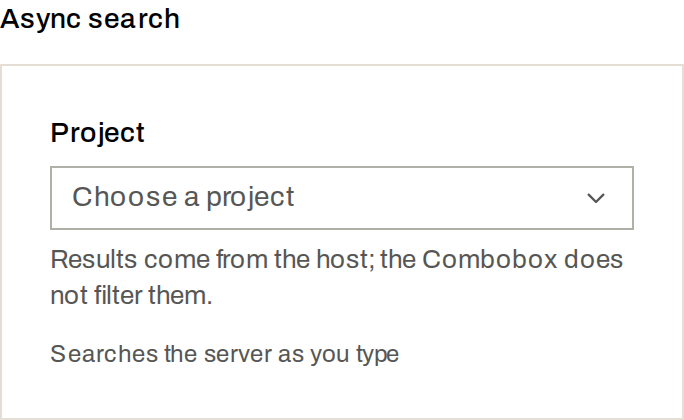 Async search
Project
Choose a project
Results come from the host; the Combobox does
not filter them.
Searches the server as you type